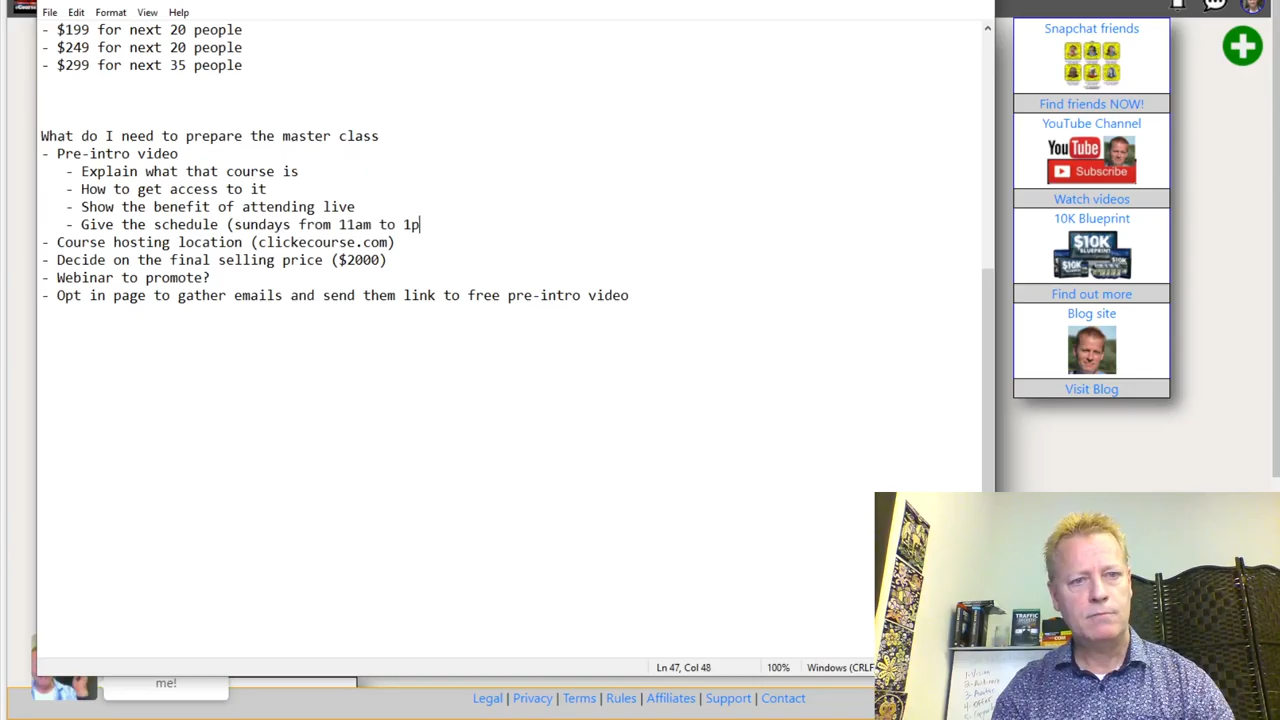 File Edit Format View Help
- $199 for next 20 people
- $249 for next 20 people
- $299 for next 35 people
What do I need to prepare the master class
- Pre-intro video
- Explain what that course is
- How to get access to it
- Show the benefit of attending live
- Give the schedule (sundays from 11am to 1p
- Course hosting location (clickecourse.com)
- Decide on the final selling price ($2000)
- Webinar to promote?
- Opt in page to gather emails and send them link to free pre-intro video
Ln 47, Col 48 100% Windows (CRLF
me!
Legal | Privacy | Terms | Rules | Affiliates | Support | Contact
Snapchat friends
Find friends NOW!
YouTube Channel
YouTube
Subscribe
Watch videos
10K Blueprint
$10K
BLUEPRINT
Find out more
Blog site
Visit Blog
TRAFFIC
1-Vision